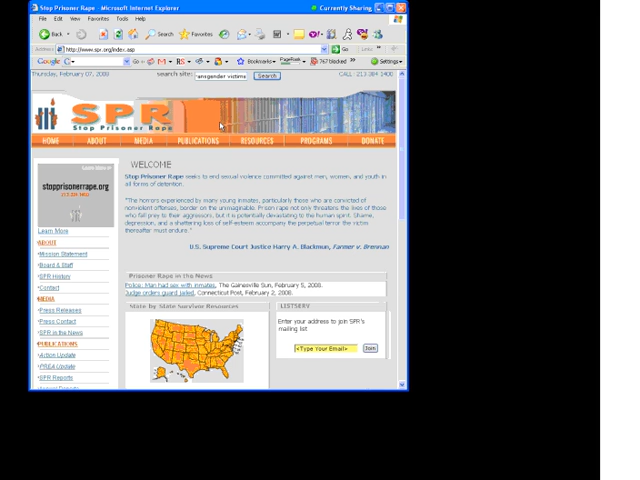 Stop Prisoner Rape - Microsoft Internet Explorer
Currently Sharing
File Edit View Favorites Tools Help
Back Search Favorites
Address http://www.spr.org/index.asp Go Links
Google Go Bookmarks PageRank 767 blocked Settings
Thursday, February 07, 2008 search site: transgender victims Search
SPR
Stop Prisoner Rape
HOME ABOUT MEDIA PUBLICATIONS RESOURCES PROGRAMS DONATE
WELCOME
Stop Prisoner Rape seeks to end sexual violence committed against men, women, and youth in
all forms of detention.
"The horrors experienced by many young inmates, particularly those who are convicted of
nonviolent offenses, border on the unimaginable. Prison rape not only threatens the lives of those
who fall prey to their aggressors, but it is potentially devastating to the human spirit. Shame,
depression, and a shattering loss of self-esteem accompany the perpetual terror the victim
thereafter must endure."
U.S. Supreme Court Justice Harry A. Blackmun, Farmer v. Brennan
stopprisonerrape.org
Learn More
ABOUT
Mission Statement
Board & Staff
SPR History
Contact
MEDIA
Press Releases
Press Contact
SPR in the News
PUBLICATIONS
Action Update
PREA Update
SPR Reports
Prisoner Rape in the News
Police: Man had sex with inmates, The Gainesville Sun, February 5, 2008.
Judge orders guard jailed, Connecticut Post, February 2, 2008.
State by State Survivor Resources
LISTSERV
Enter your address to join SPR's
mailing list
<Type Your Email> Join